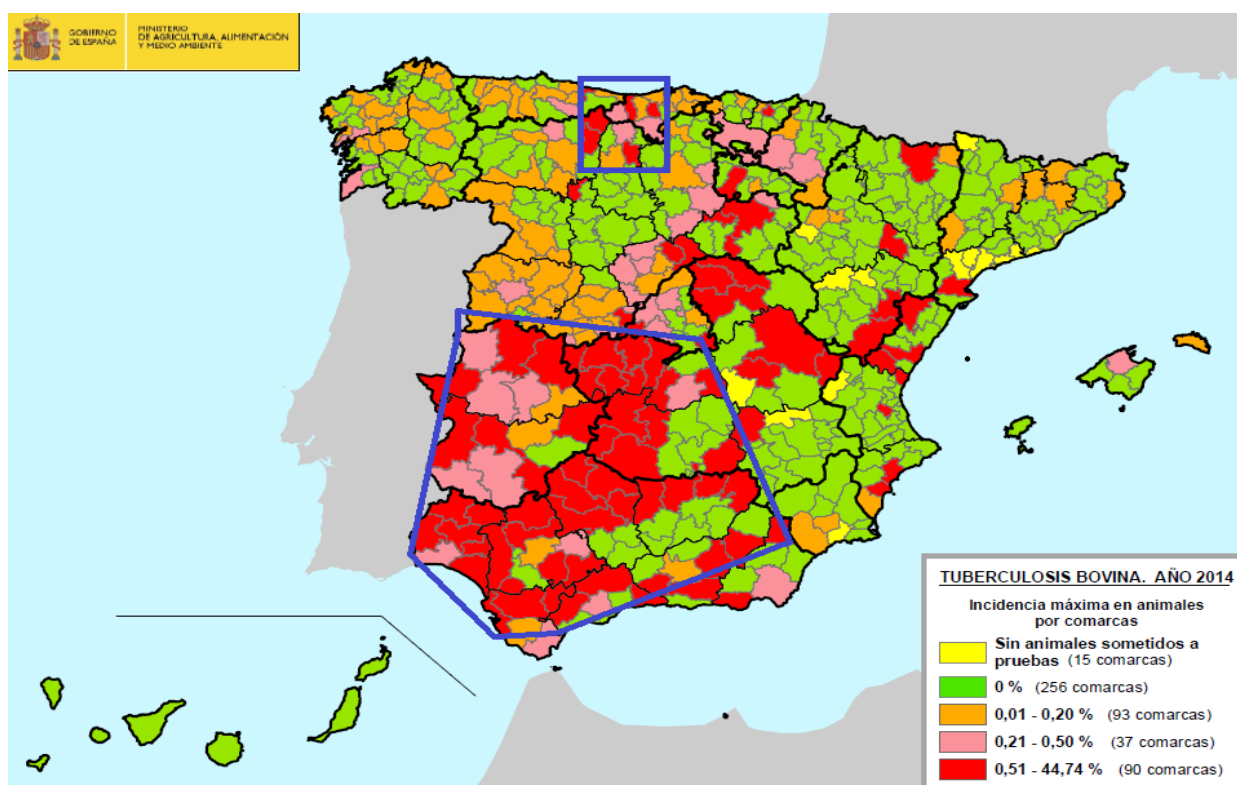 GOBIERNO
DE ESPAÑA
MINISTERIO
DE AGRICULTURA, ALIMENTACIÓN
Y MEDIO AMBIENTE
TUBERCULOSIS BOVINA. AÑO 2014
Incidencia máxima en animales
por comarcas
Sin animales sometidos a
pruebas (15 comarcas)
0 % (256 comarcas)
0,01 - 0,20 % (93 comarcas)
0,21 - 0,50 % (37 comarcas)
0,51 - 44,74 % (90 comarcas)